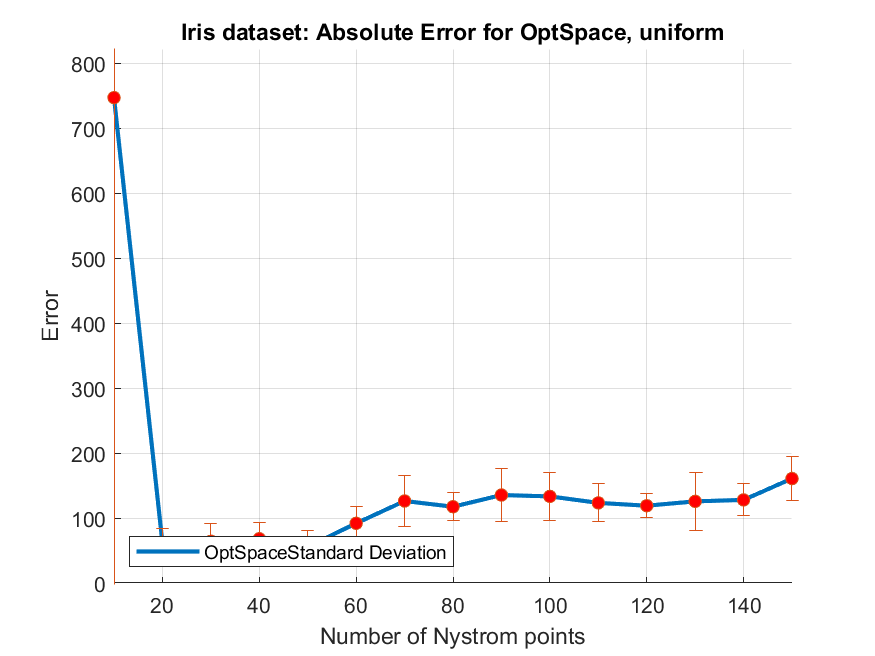 Iris dataset: Absolute Error for OptSpace, uniform
800
700
600
500
400
300
200
100
0
Error
OptSpaceStandard Deviation
20 40 60 80 100 120 140
Number of Nystrom points